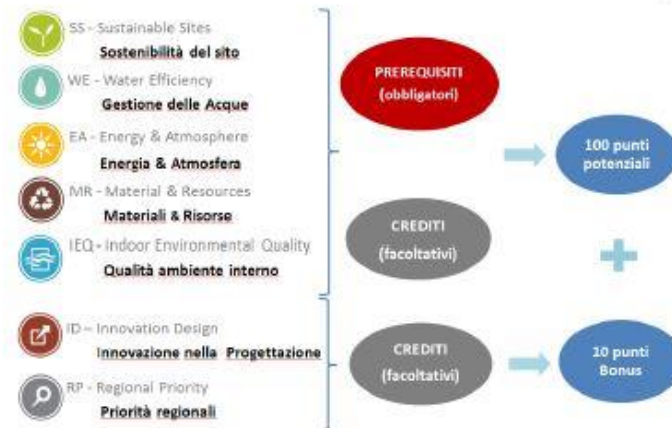 SS - Sustainable Sites
Sostenibilità del sito
WE - Water Efficiency
Gestione delle Acque
EA - Energy & Atmosphere
Energia & Atmosfera
MR - Material & Resources
Materiali & Risorse
IEQ - Indoor Environmental Quality
Qualità ambiente interno
ID – Innovation Design
Innovazione nella Progettazione
RP - Regional Priority
Priorità regionali
PREREQUISITI
(obbligatori)
CREDITI
(facoltativi)
CREDITI
(facoltativi)
100 punti
potenziali
10 punti
Bonus